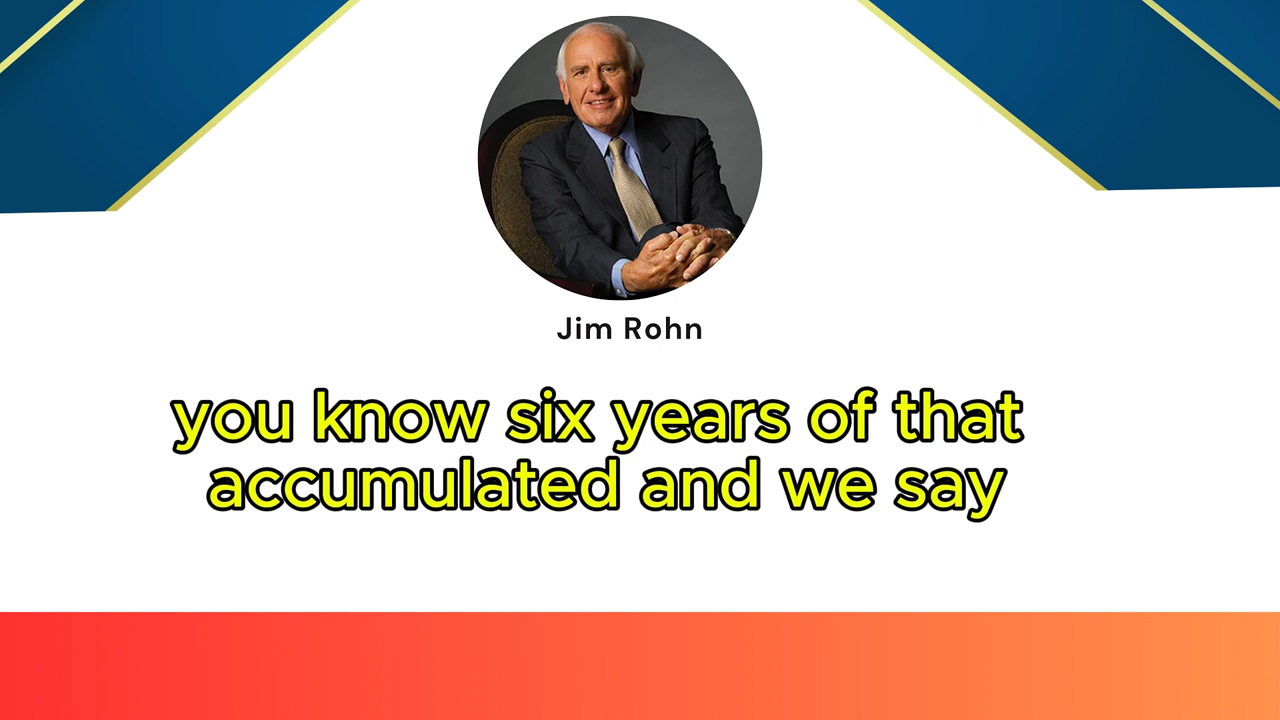 Jim Rohn
you know six years of that
accumulated and we say